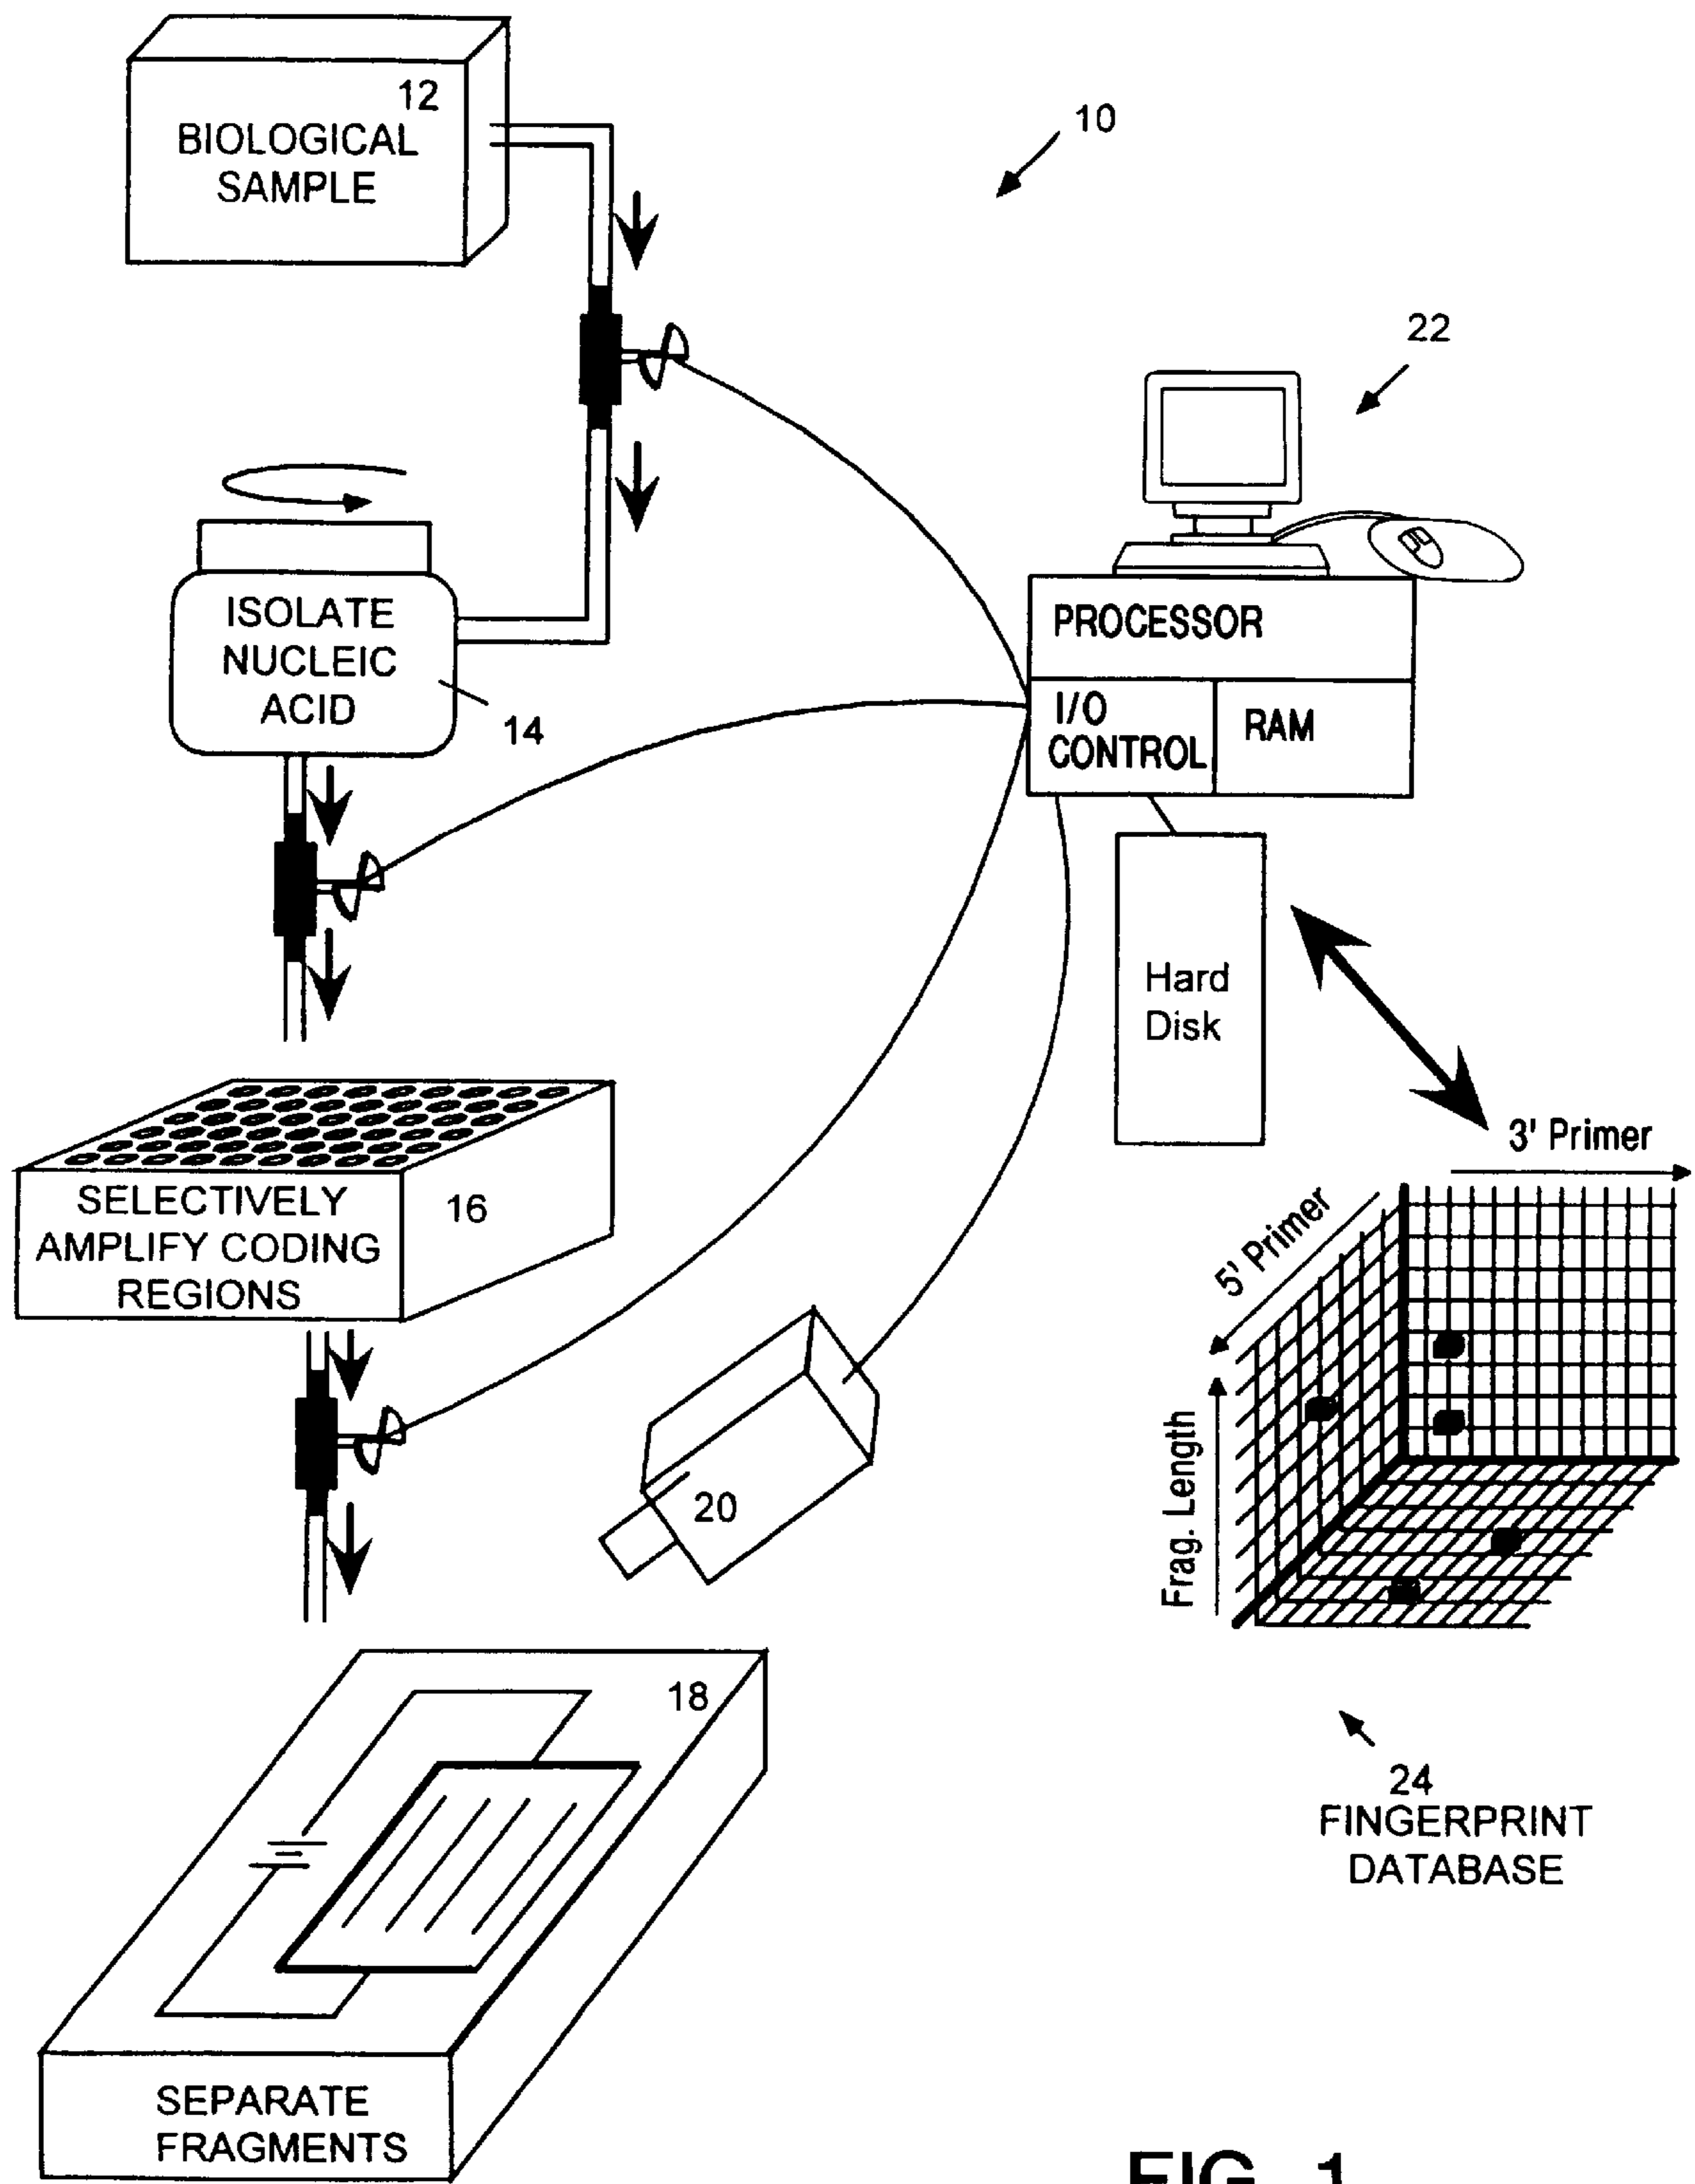 12
BIOLOGICAL
SAMPLE
10
22
ISOLATE
NUCLEIC
ACID
14
PROCESSOR
I/O
CONTROL
RAM
Hard
Disk
SELECTIVELY
AMPLIFY CODING
REGIONS
16
20
3' Primer
5' Primer
Frag. Length
18
24
FINGERPRINT
DATABASE
SEPARATE
FRAGMENTS
FIG. 1